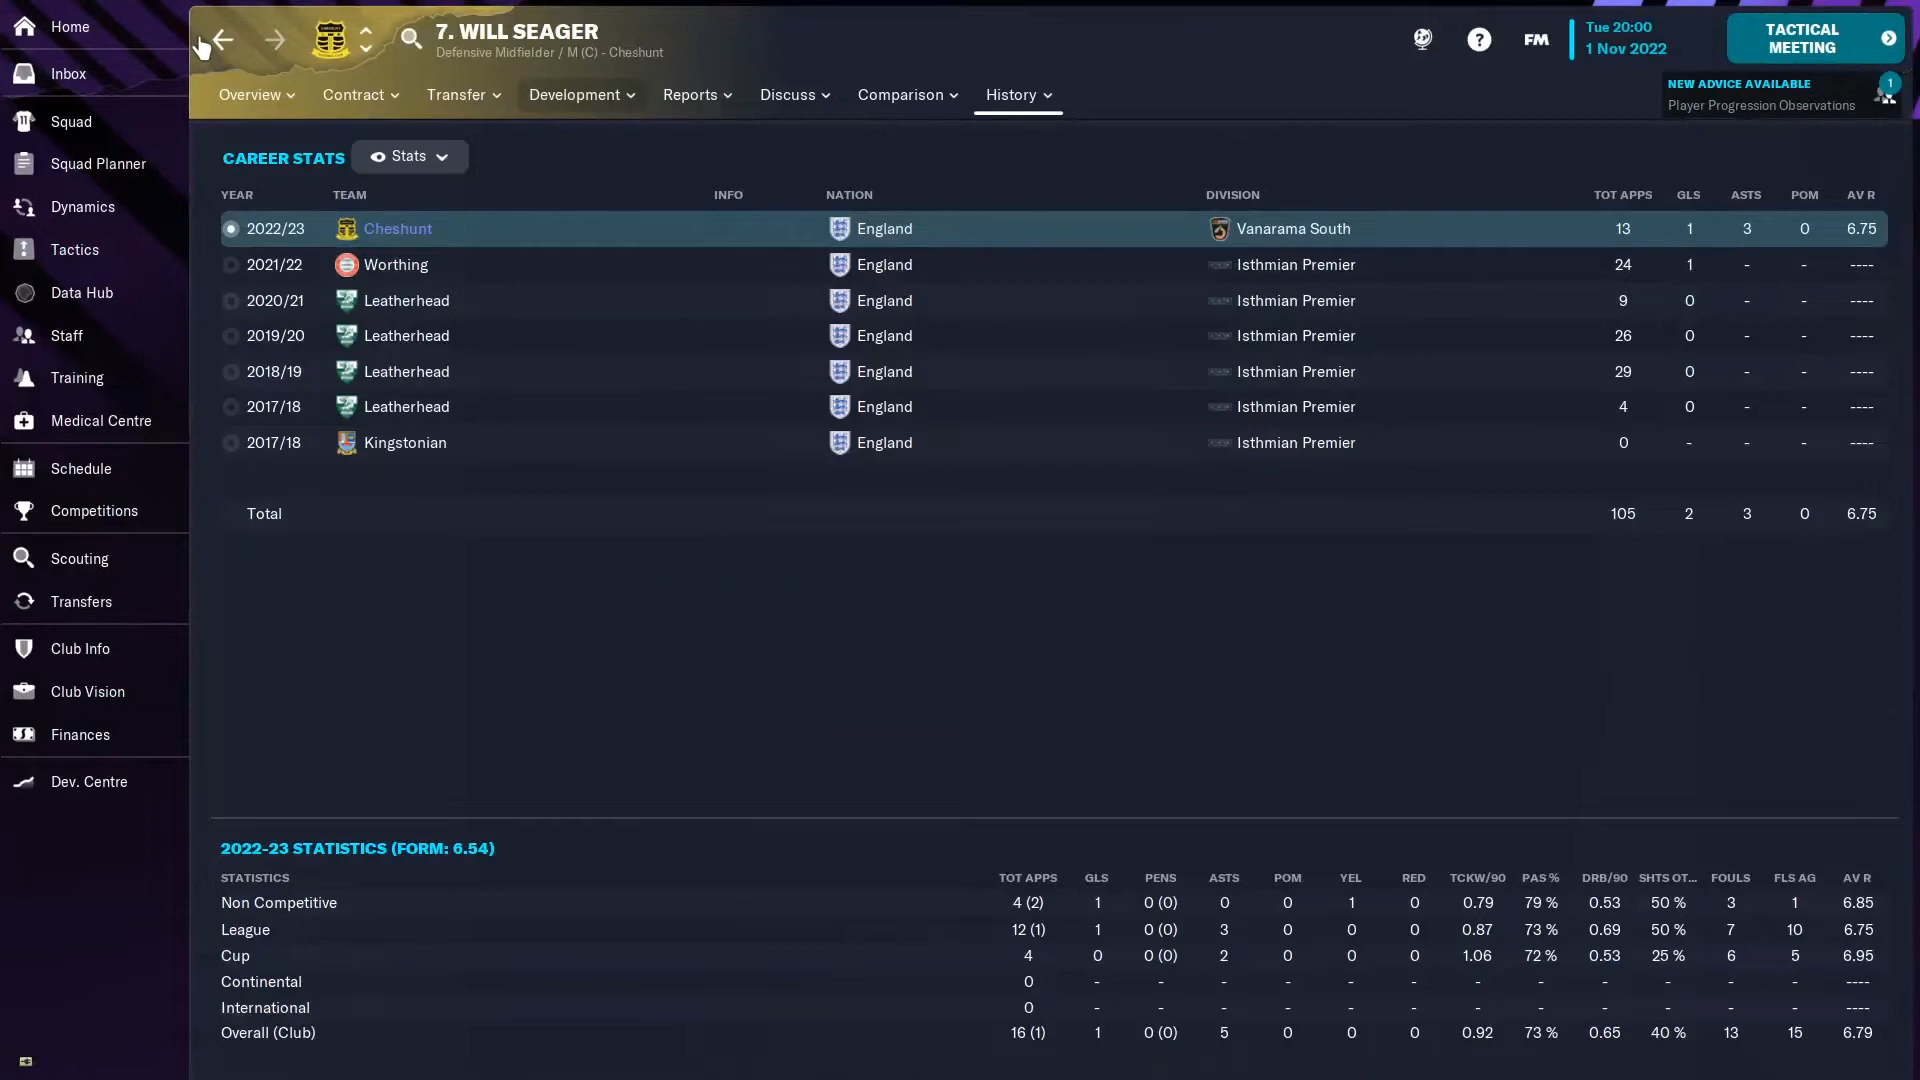 Home
Inbox
Squad
Squad Planner
Dynamics
Tactics
Data Hub
Staff
Training
Medical Centre
Schedule
Competitions
Scouting
Transfers
Club Info
Club Vision
Finances
Dev. Centre
7. WILL SEAGER
Defensive Midfielder / M (C) - Cheshunt
? FM
Tue 20:00
1 Nov 2022
TACTICAL MEETING
Overview Contract Transfer Development Reports Discuss Comparison History
NEW ADVICE AVAILABLE 1
Player Progression Observations
CAREER STATS Stats
YEAR TEAM INFO NATION DIVISION TOT APPS GLS ASTS POM AV R
2022/23 Cheshunt England Vanarama South 13 1 3 0 6.75
2021/22 Worthing England Isthmian Premier 24 1 - - ----
2020/21 Leatherhead England Isthmian Premier 9 0 - - ----
2019/20 Leatherhead England Isthmian Premier 26 0 - - ----
2018/19 Leatherhead England Isthmian Premier 29 0 - - ----
2017/18 Leatherhead England Isthmian Premier 4 0 - - ----
2017/18 Kingstonian England Isthmian Premier 0 - - - ----
Total 105 2 3 0 6.75
2022-23 STATISTICS (FORM: 6.54)
STATISTICS TOT APPS GLS PENS ASTS POM YEL RED TCKW/90 PAS % DRB/90 SHTS OT... FOULS FLS AG AV R
Non Competitive 4 (2) 1 0 (0) 0 0 1 0 0.79 79 % 0.53 50 % 3 1 6.85
League 12 (1) 1 0 (0) 3 0 0 0 0.87 73 % 0.69 50 % 7 10 6.75
Cup 4 0 0 (0) 2 0 0 0 1.06 72 % 0.53 25 % 6 5 6.95
Continental 0 - - - - - - - - - - - - ----
International 0 - - - - - - - - - - - - ----
Overall (Club) 16 (1) 1 0 (0) 5 0 0 0 0.92 73 % 0.65 40 % 13 15 6.79